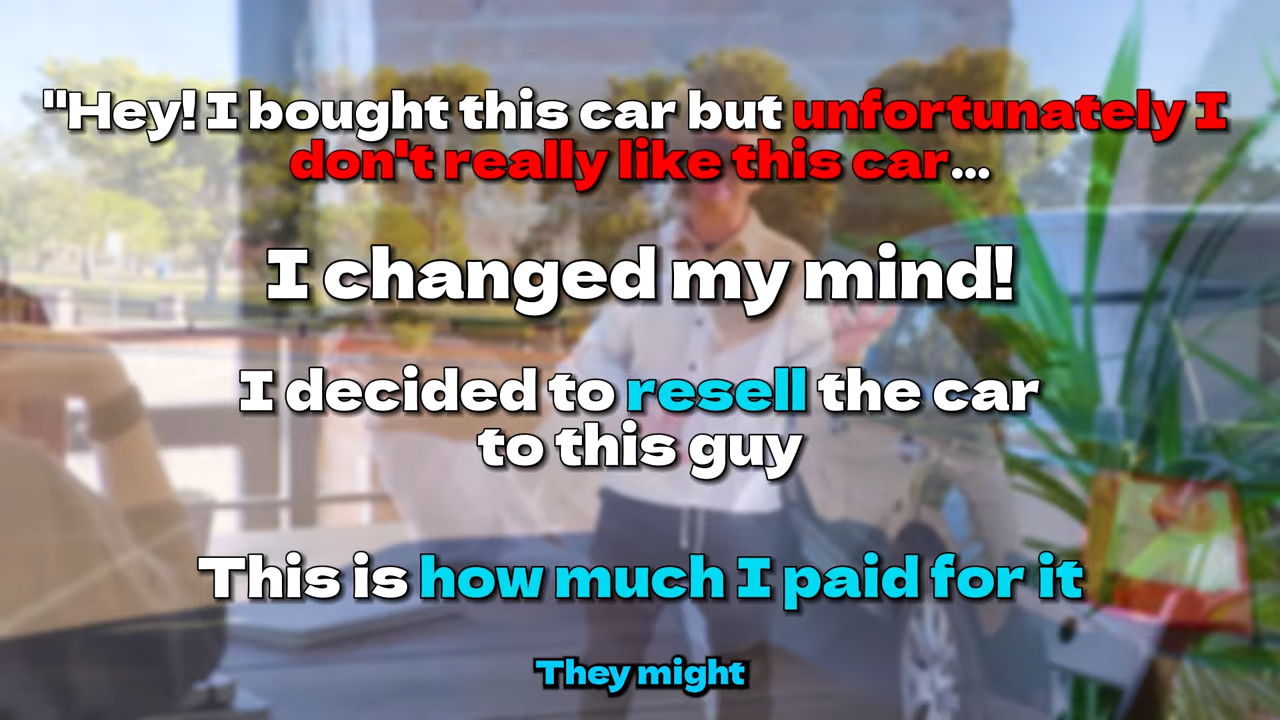 "Hey! I bought this car but unfortunately I
don't really like this car...
I changed my mind!
I decided to resell the car
to this guy
This is how much I paid for it
They might